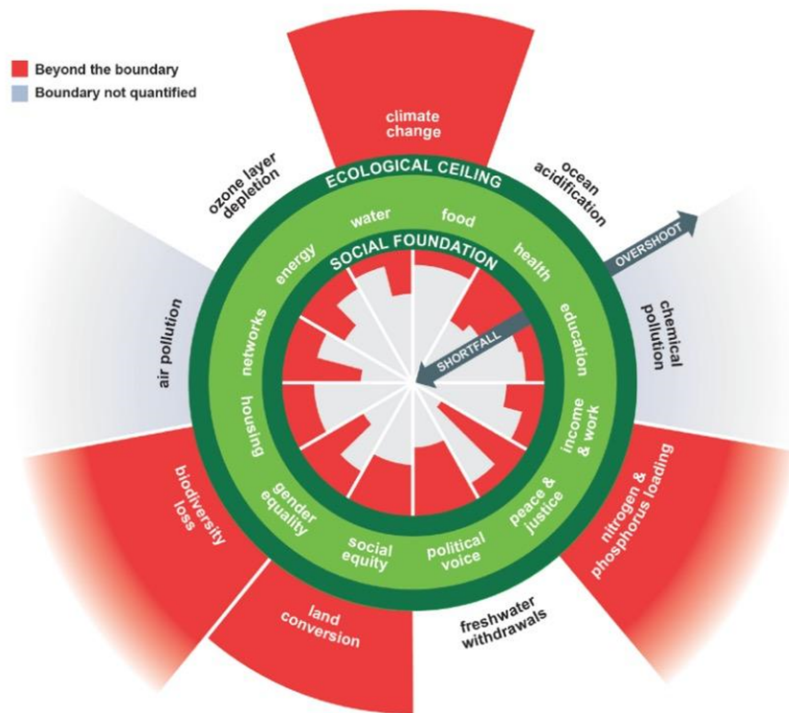 Beyond the boundary
Boundary not quantified
climate
change
ozone layer
depletion
ocean
acidification
ECOLOGICAL CEILING
water
food
energy
health
SOCIAL FOUNDATION
OVERSHOOT
SHORTFALL
air pollution
networks
education
chemical
pollution
housing
income
& work
biodiversity
loss
gender
equality
social
equity
political
voice
peace &
justice
nitrogen &
phosphorus loading
land
conversion
freshwater
withdrawals